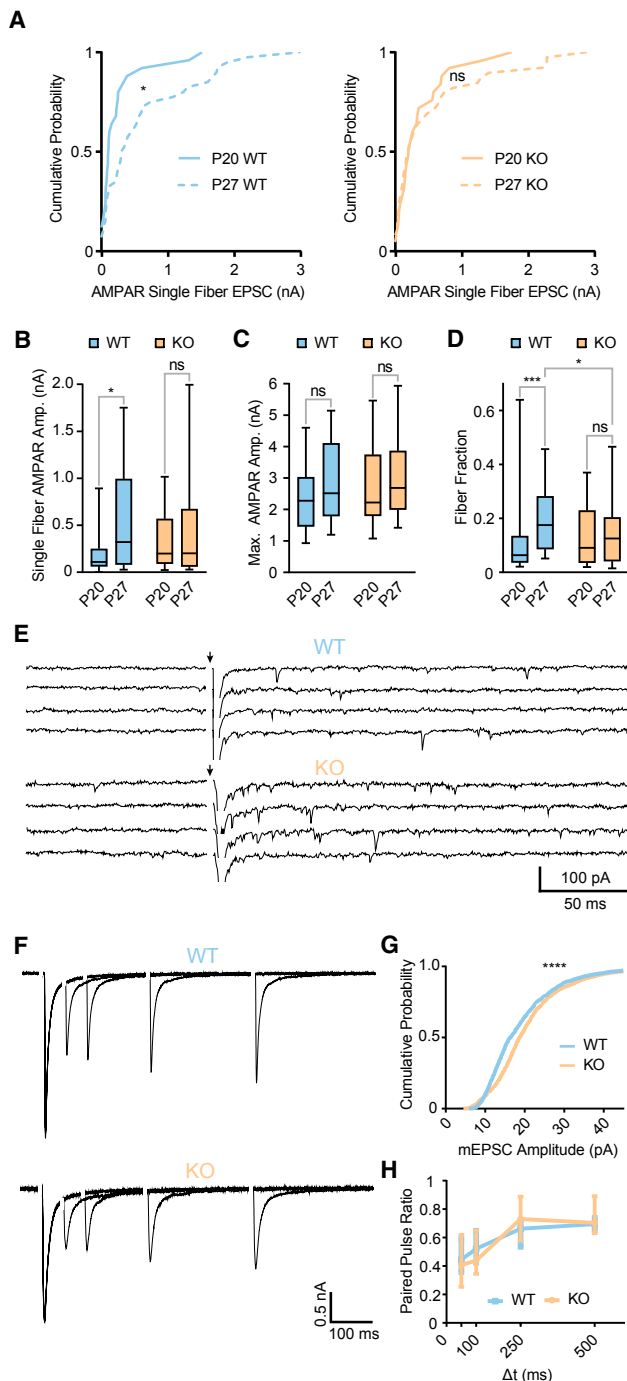 A
Cumulative Probability
1
0.5
0
*
P20 WT
P27 WT
0
1
2
3
AMPAR Single Fiber EPSC (nA)
Cumulative Probability
1
0.5
0
ns
P20 KO
P27 KO
0
1
2
3
AMPAR Single Fiber EPSC (nA)
B
WT
KO
Single Fiber AMPAR Amp. (nA)
2.0
1.5
1.0
0.5
0
*
ns
P20
P27
P20
P27
C
WT
KO
Max. AMPAR Amp. (nA)
7
6
5
4
3
2
1
0
ns
ns
P20
P27
P20
P27
D
WT
KO
Fiber Fraction
0.6
0.4
0.2
0
***
*
ns
P20
P27
P20
P27
E
WT
KO
100 pA
50 ms
F
WT
KO
0.5 nA
100 ms
G
Cumulative Probability
1.0
0.5
0
****
WT
KO
0
10
20
30
40
mEPSC Amplitude (pA)
H
Paired Pulse Ratio
1
0.8
0.6
0.4
0.2
0
WT
KO
0
100
250
500
Δt (ms)